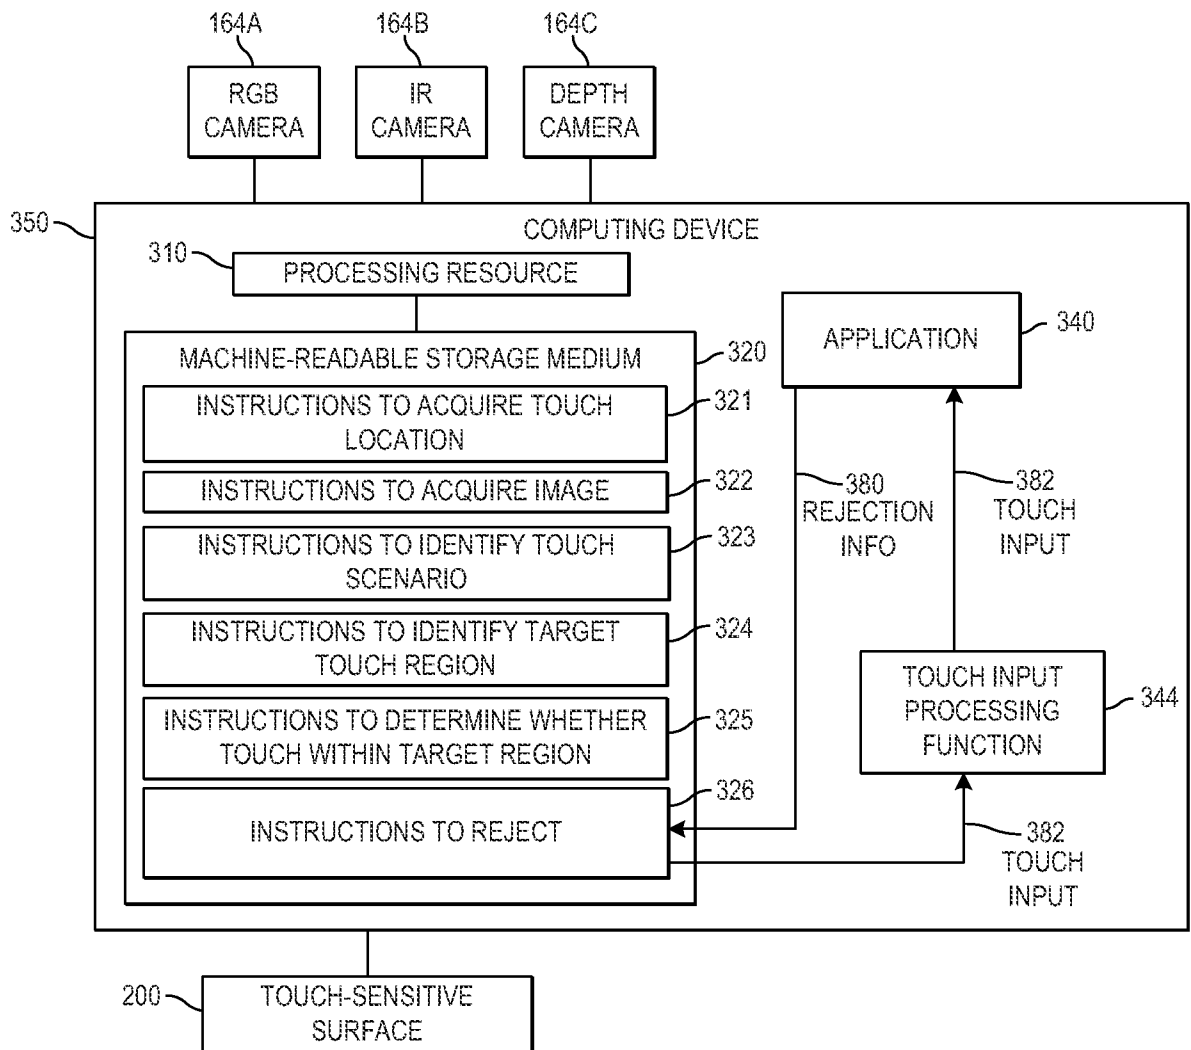 164A
164B
164C
RGB
CAMERA
IR
CAMERA
DEPTH
CAMERA
350
COMPUTING DEVICE
310
PROCESSING RESOURCE
MACHINE-READABLE STORAGE MEDIUM
320
INSTRUCTIONS TO ACQUIRE TOUCH
LOCATION
321
INSTRUCTIONS TO ACQUIRE IMAGE
322
INSTRUCTIONS TO IDENTIFY TOUCH
SCENARIO
323
INSTRUCTIONS TO IDENTIFY TARGET
TOUCH REGION
324
INSTRUCTIONS TO DETERMINE WHETHER
TOUCH WITHIN TARGET REGION
325
INSTRUCTIONS TO REJECT
326
APPLICATION
340
380
REJECTION
INFO
382
TOUCH
INPUT
TOUCH INPUT
PROCESSING
FUNCTION
344
382
TOUCH
INPUT
200
TOUCH-SENSITIVE
SURFACE